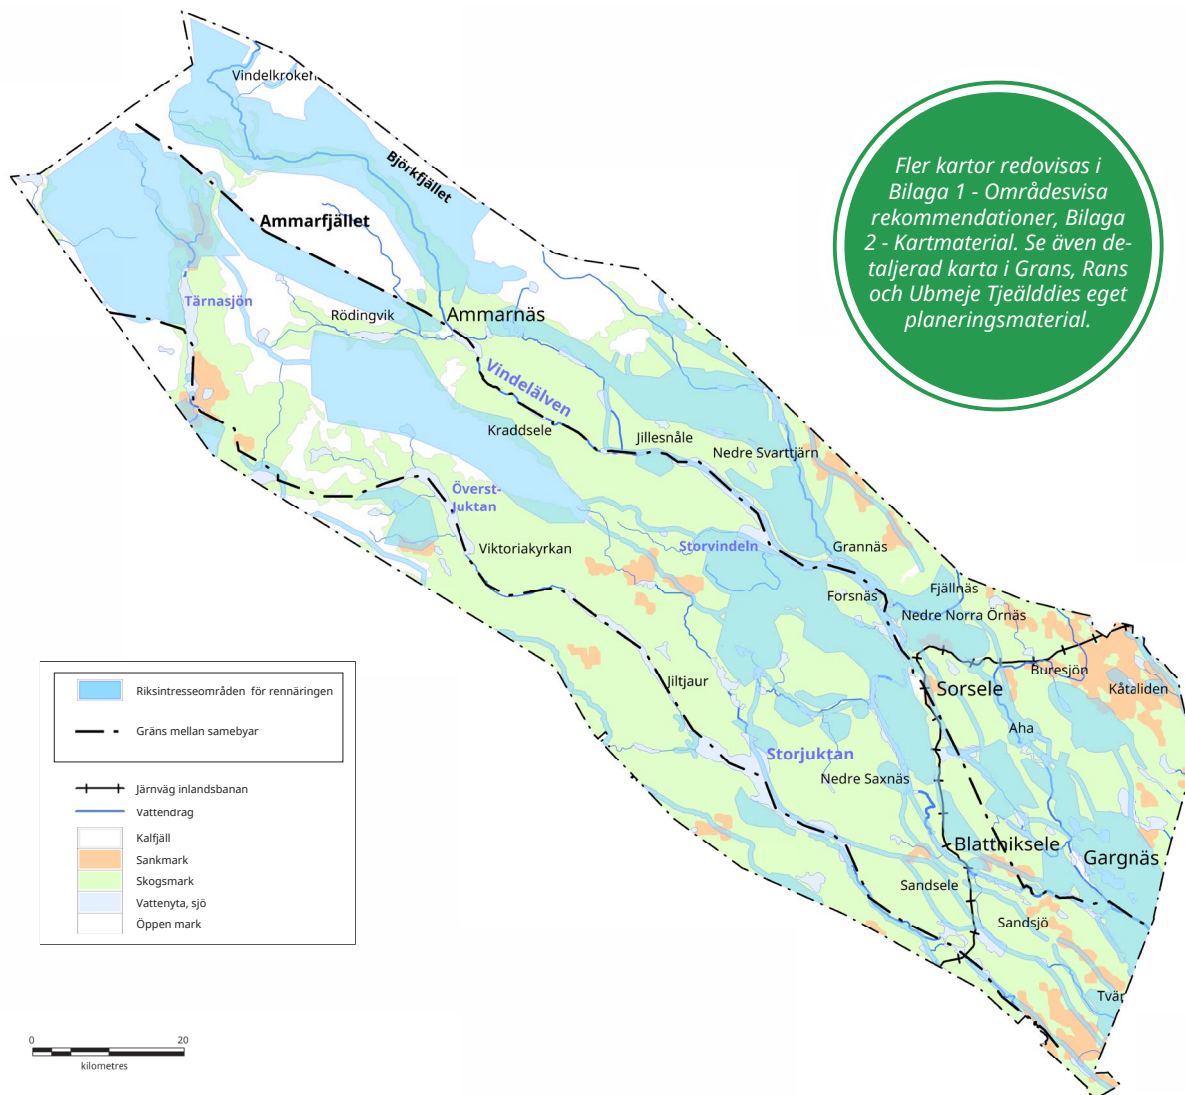 Vindelkroken
Björkfjället
Ammarfjället
Tärnasjön
Rödingvik
Ammarnäs
Vindelälven
Kraddsele
Jillesnåle
Nedre Svarttjärn
Överst-
Juktan
Viktoriakyrkan
Storvindeln
Grannäs
Forsnäs
Fjällnäs
Nedre Norra Örnäs
Buresjön
Kåtaliden
Jiltjaur
Sorsele
Aha
Storjuktan
Nedre Saxnäs
Blattniksele
Gargnäs
Sandsele
Sandsjö
Tvär
Fler kartor redovisas i
Bilaga 1 - Områdesvisa
rekommendationer, Bilaga
2 - Kartmaterial. Se även de-
taljerad karta i Grans, Rans
och Ubmeje Tjeälddies eget
planeringsmaterial.
Riksintresseområden för rennäringen
Gräns mellan samebyar
Järnväg inlandsbanan
Vattendrag
Kalfjäll
Sankmark
Skogsmark
Vattenyta, sjö
Öppen mark
0 20
kilometres